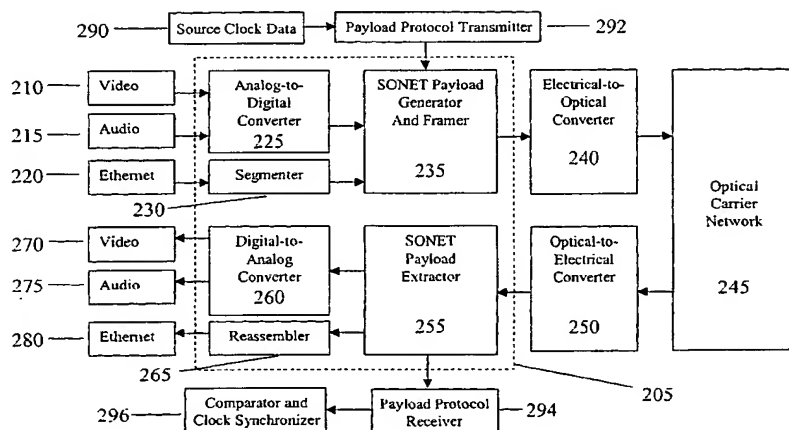 290
Source Clock Data
Payload Protocol Transmitter
292
210
Video
215
Audio
220
Ethernet
Analog-to-
Digital
Converter
225
Segmenter
230
SONET Payload
Generator
And Framer
235
Electrical-to-
Optical
Converter
240
Optical
Carrier
Network
245
270
Video
275
Audio
280
Ethernet
Digital-to-
Analog
Converter
260
Reassembler
265
SONET
Payload
Extractor
255
Optical-to-
Electrical
Converter
250
205
296
Comparator and
Clock Synchronizer
Payload Protocol
Receiver
294